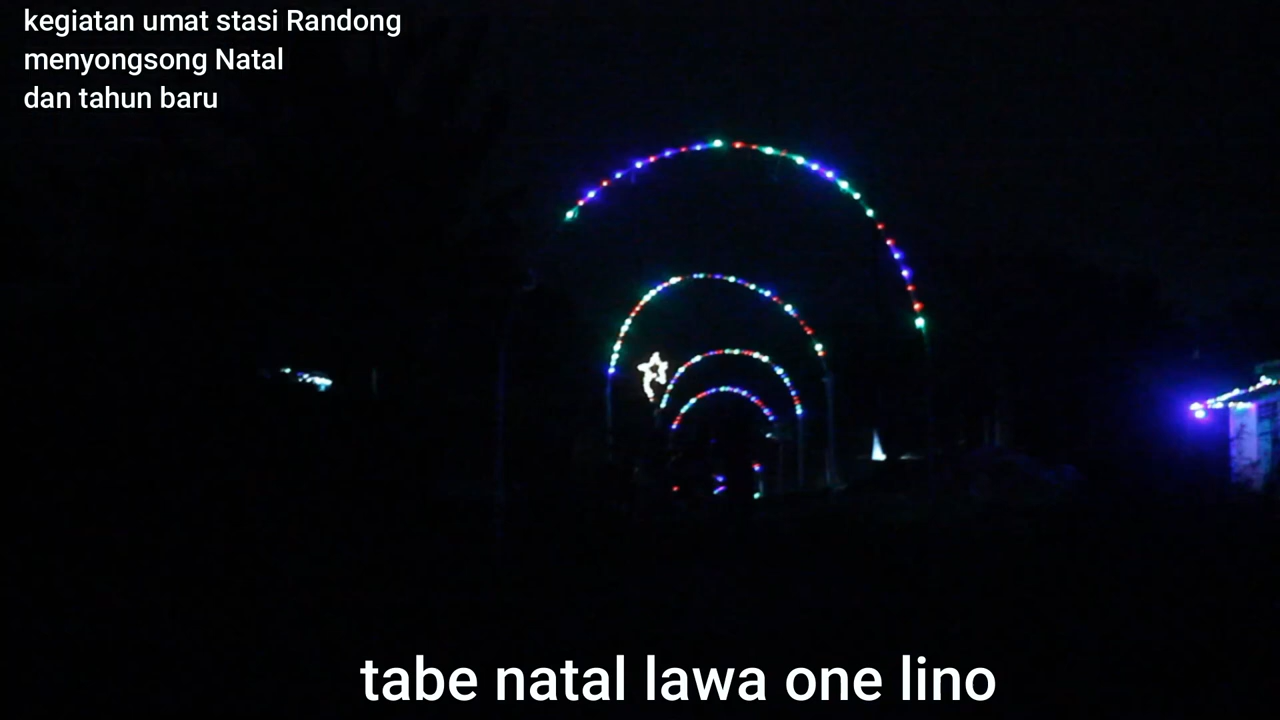 kegiatan umat stasi Randong
menyongsong Natal
dan tahun baru
tabe natal lawa one lino